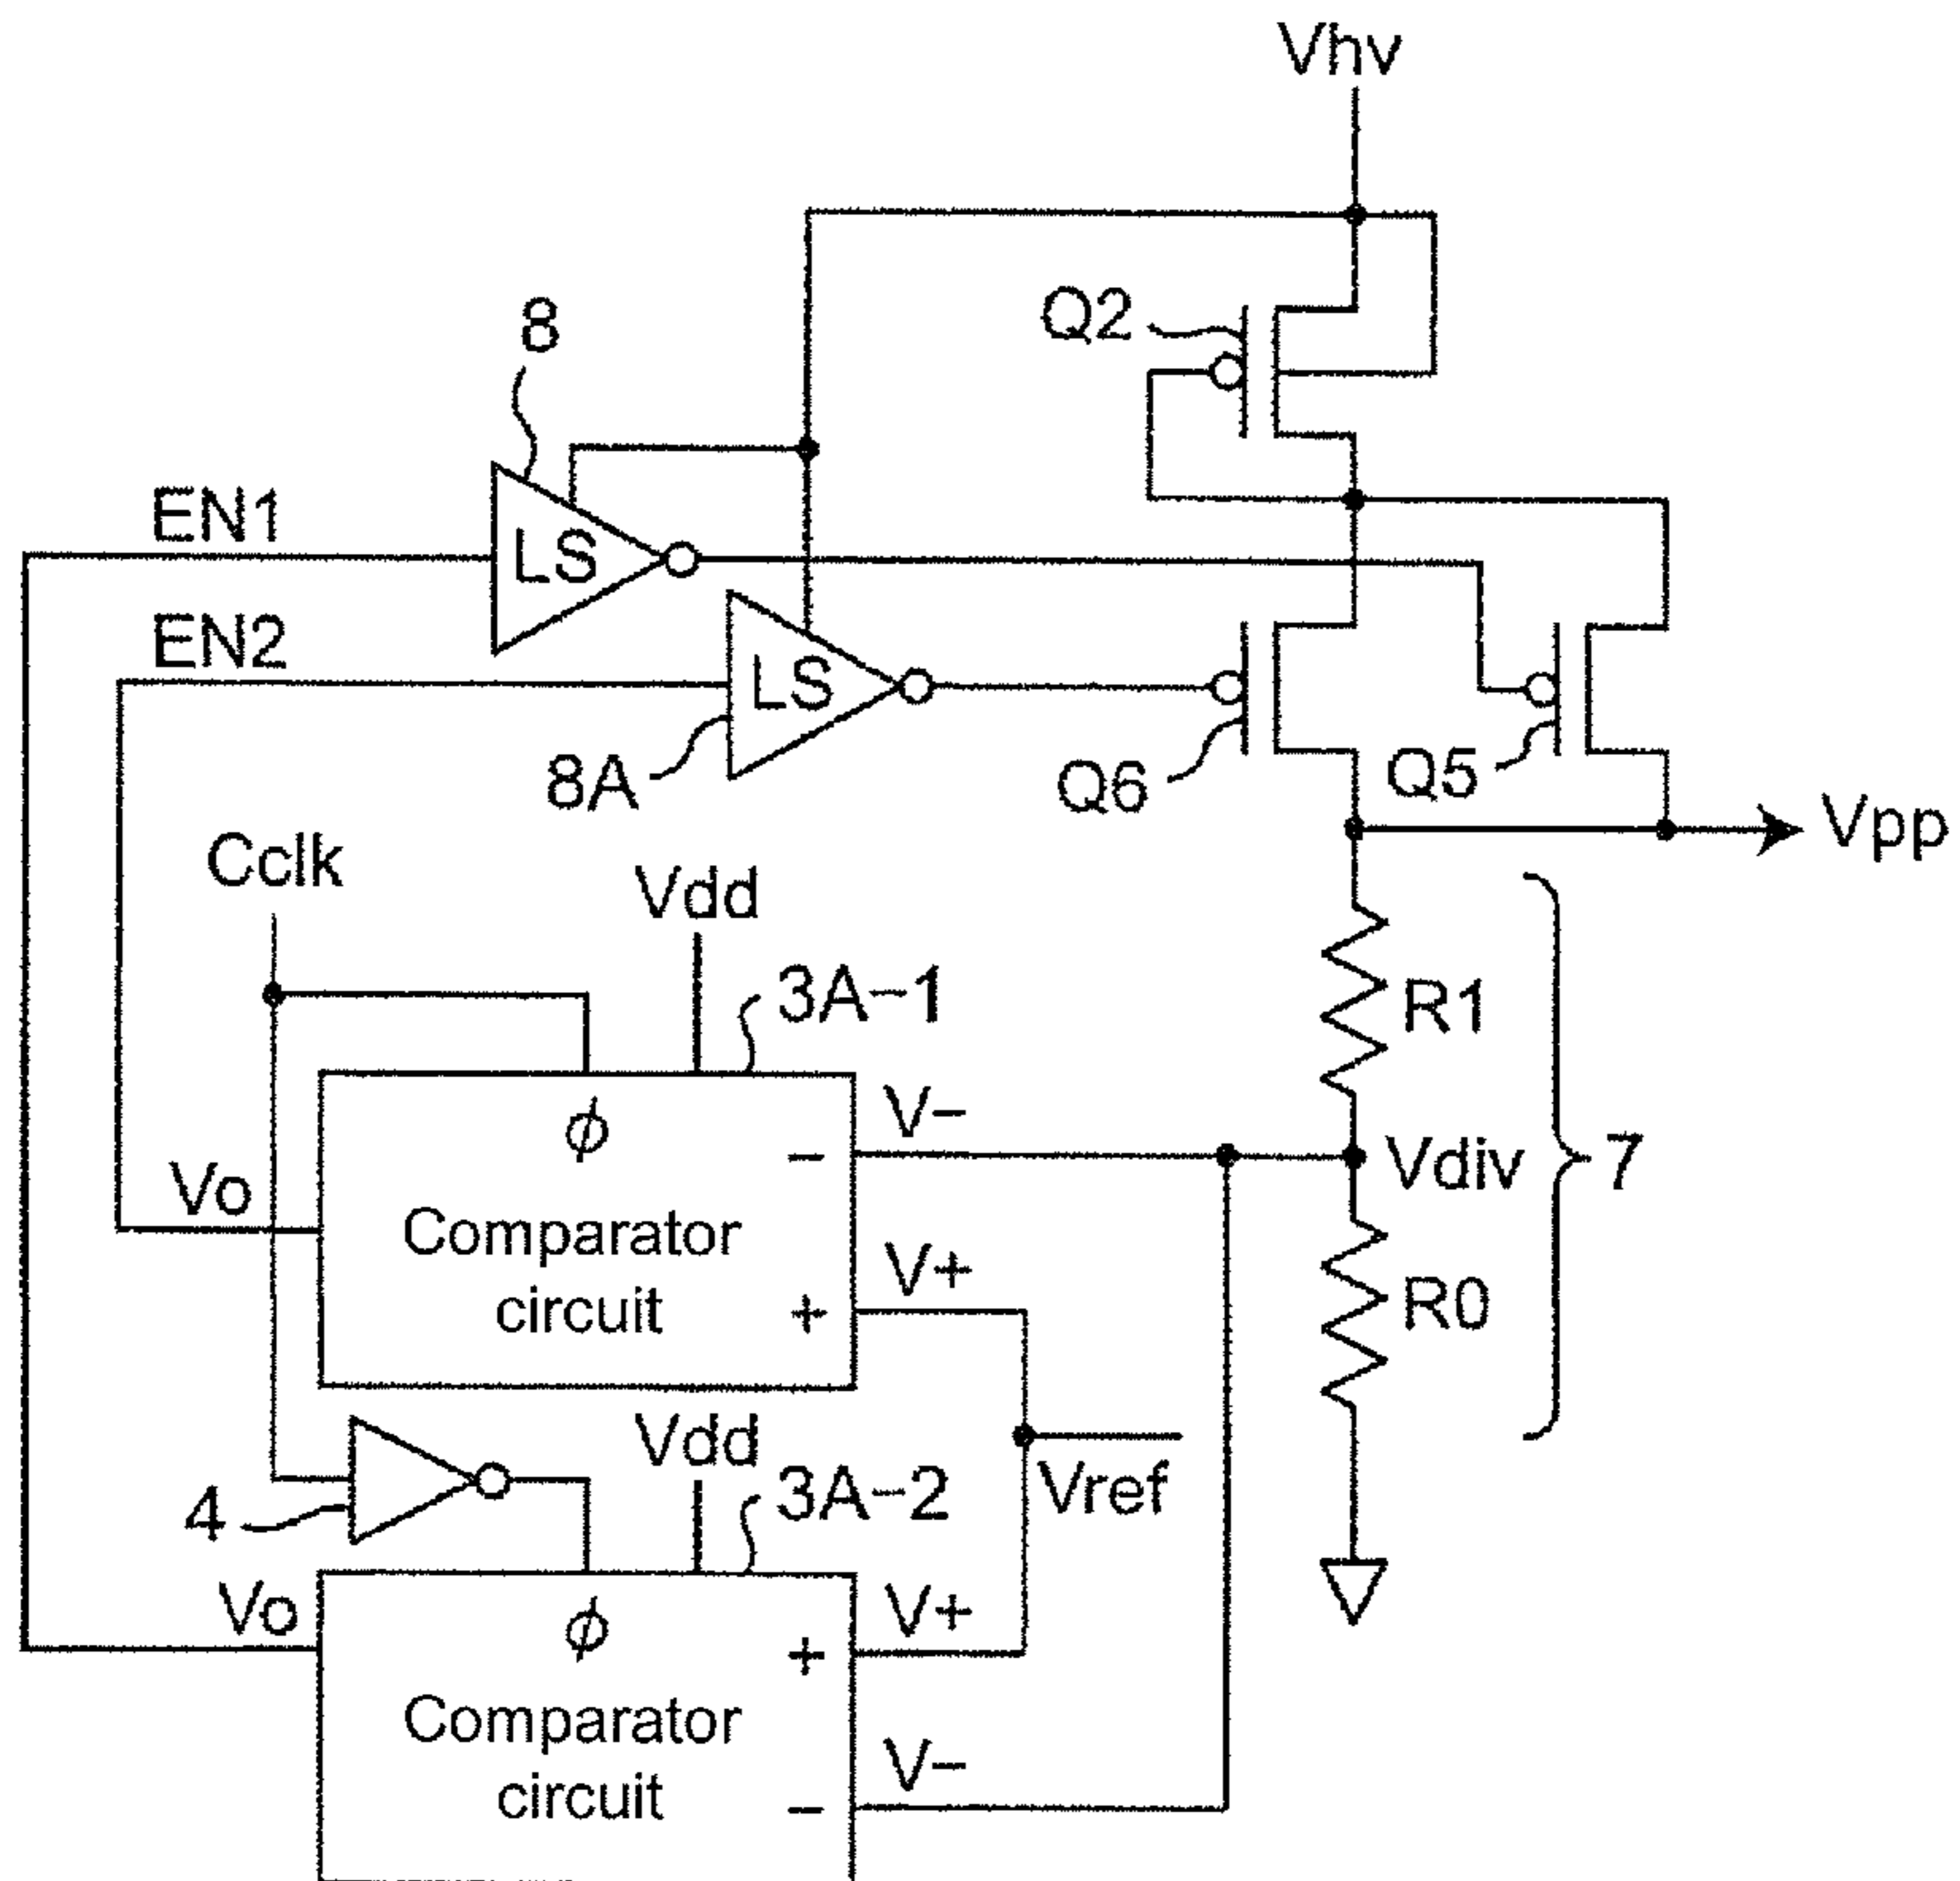 Vhv
Q2
8
EN1
LS
EN2
LS
8A
Q6
Q5
Vpp
Cclk
Vdd
3A-1
R1
ϕ
V-
-
Vdiv
7
Vo
Comparator
circuit
V+
+
R0
Vdd
Vref
4
3A-2
Vo
ϕ
V+
+
Comparator
circuit
V-
-